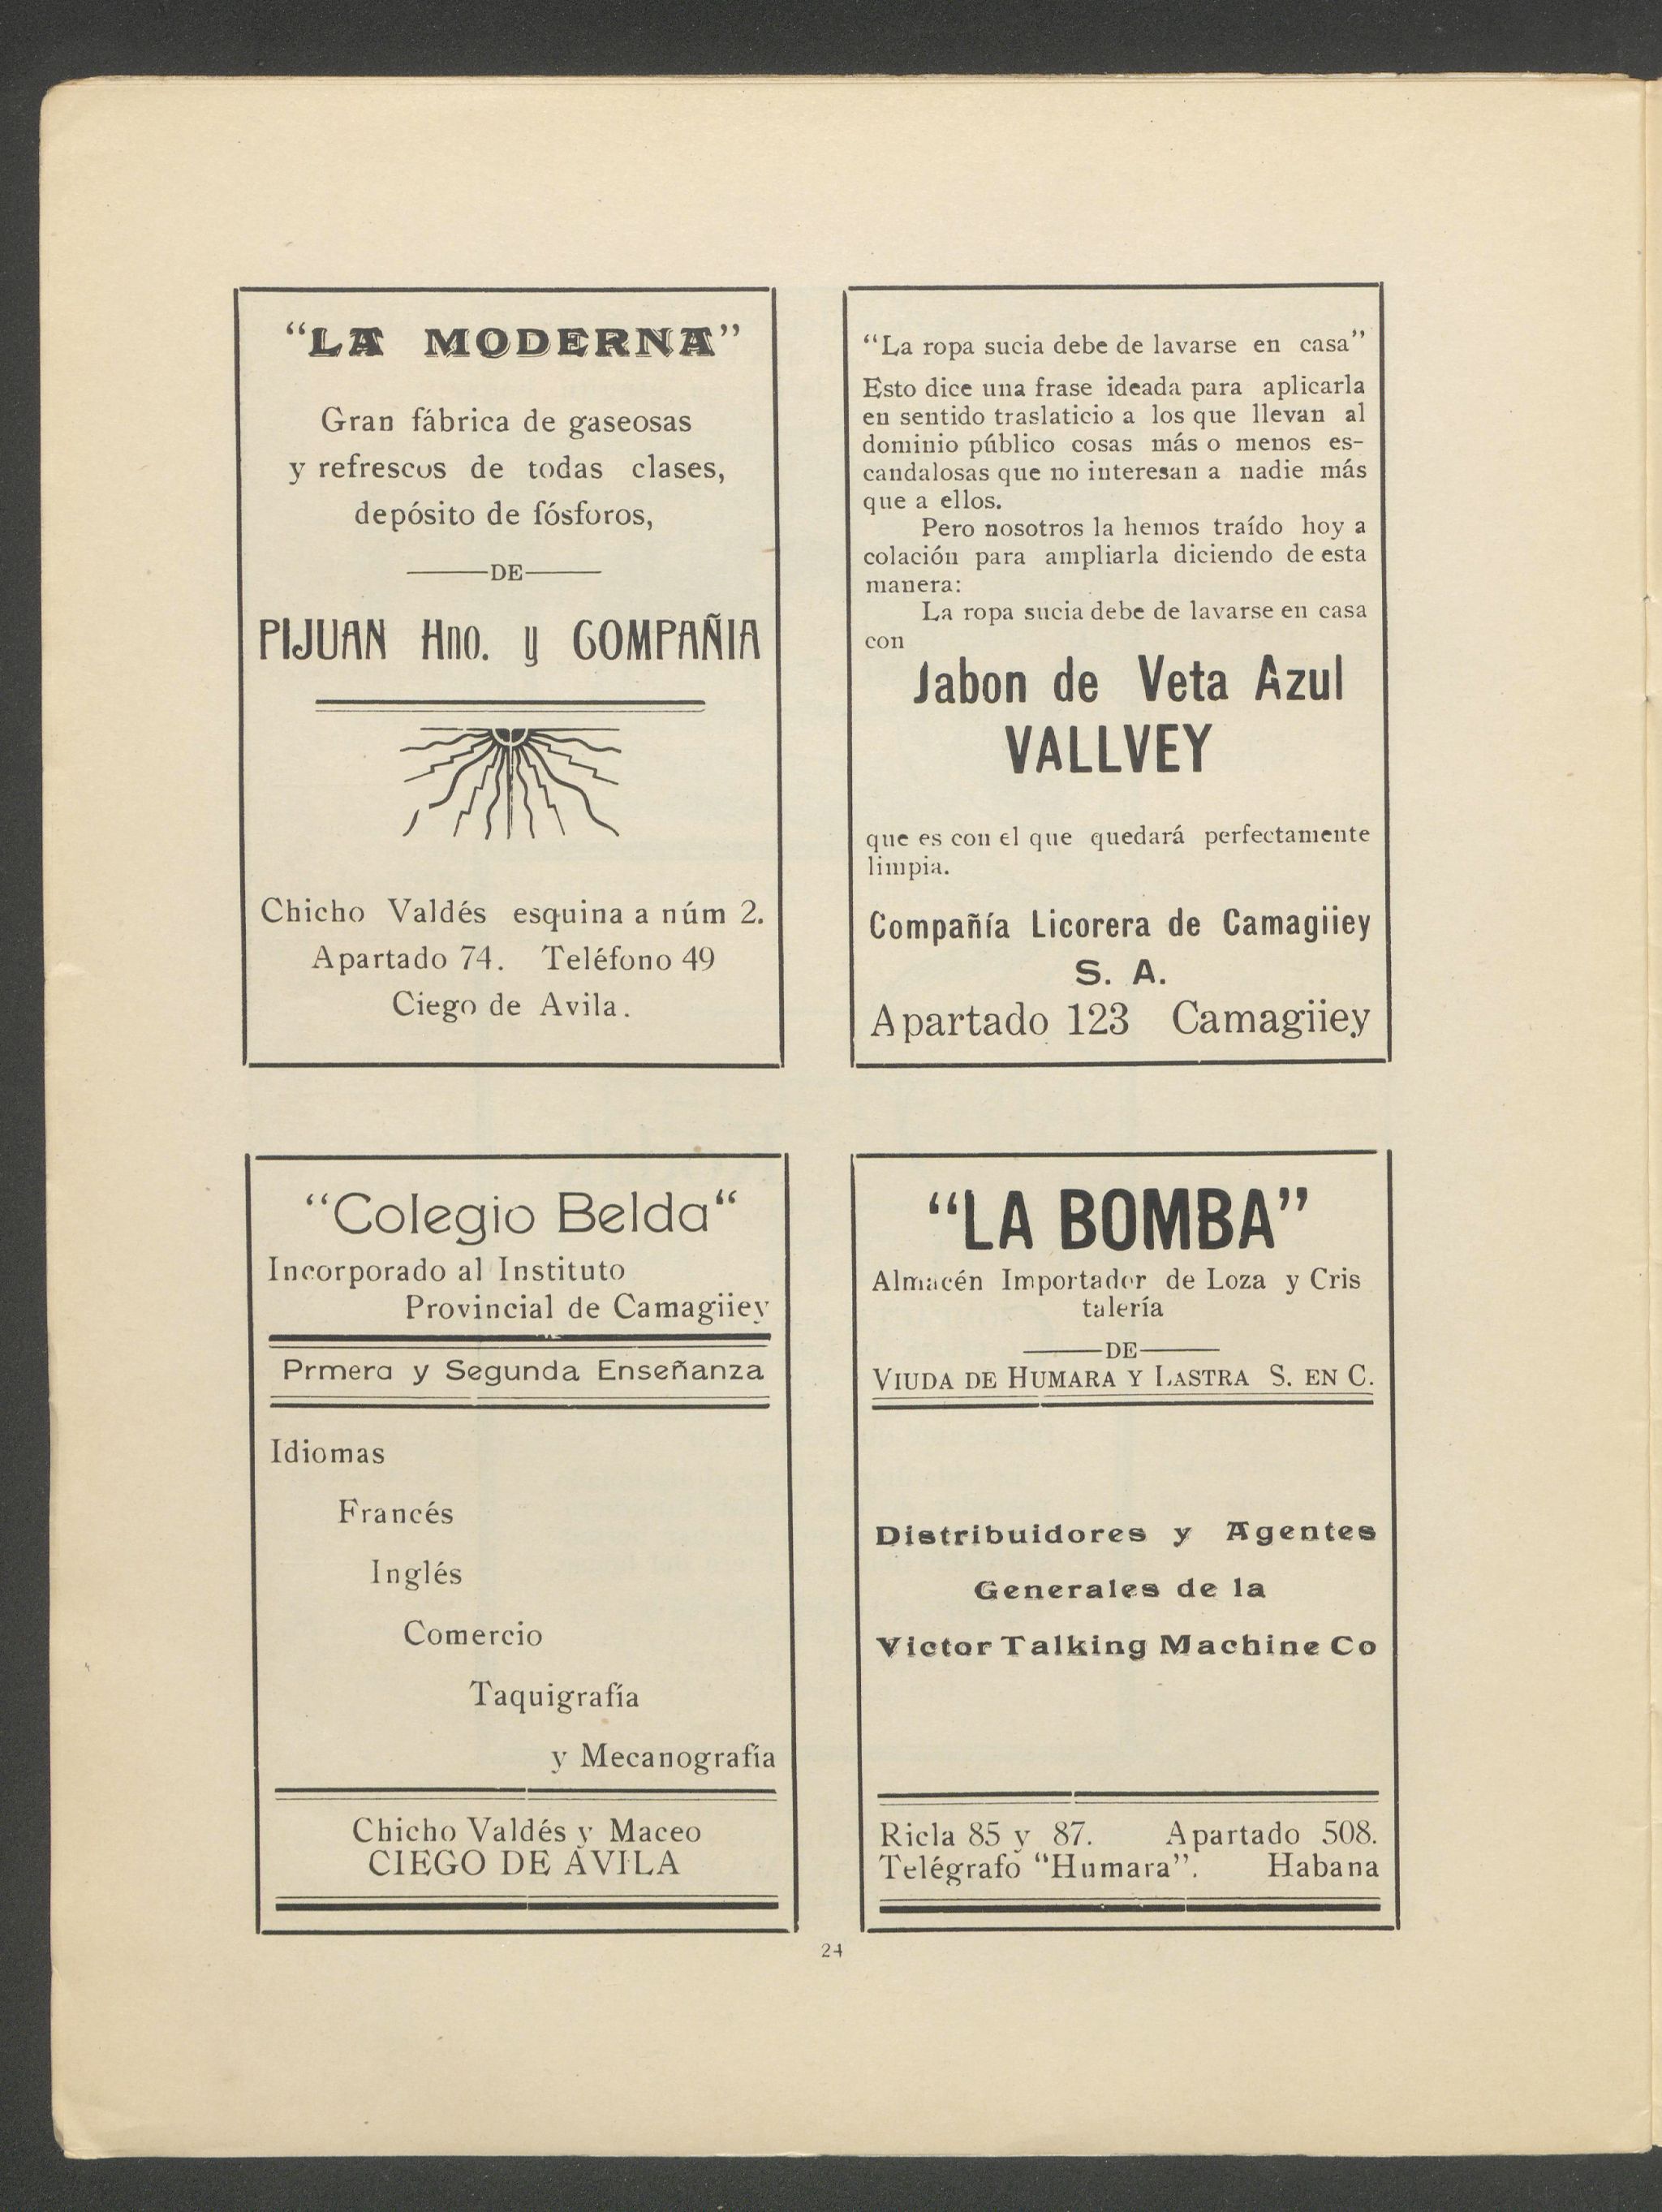 “LA MODERNA”
Gran fábrica de gaseosas
y refrescos de todas clases,
depósito de fósforos,
DE
PIJUAN Hno. y COMPAÑIA
Chicho Valdés esquina a núm 2.
Apartado 74. Teléfono 49
Ciego de Avila.
“La ropa sucia debe de lavarse en casa”
Esto dice una frase ideada para aplicarla
en sentido traslaticio a los que llevan al
dominio público cosas más o menos es-
candalosas que no interesan a nadie más
que a ellos.
Pero nosotros la hemos traído hoy a
colación para ampliarla diciendo de esta
manera:
La ropa sucia debe de lavarse en casa
con
Jabon de Veta Azul
VALLVEY
que es con el que quedará perfectamente
limpia.
Compañía Licorera de Camagiiey
S. A.
Apartado 123 Camagiiey
“Colegio Belda“
Incorporado al Instituto
Provincial de Camagiiey
Prmera y Segunda Enseñanza
Idiomas
Francés
Inglés
Comercio
Taquigrafía
y Mecanografía
Chicho Valdés y Maceo
CIEGO DE AVILA
“LA BOMBA”
Almacén Importador de Loza y Cris
talería
DE
VIUDA DE HUMARA Y LASTRA S. EN C.
Distribuidores y Agentes
Generales de la
Victor Talking Machine Co
Ricla 85 y 87. Apartado 508.
Telégrafo “Humara”. Habana
24